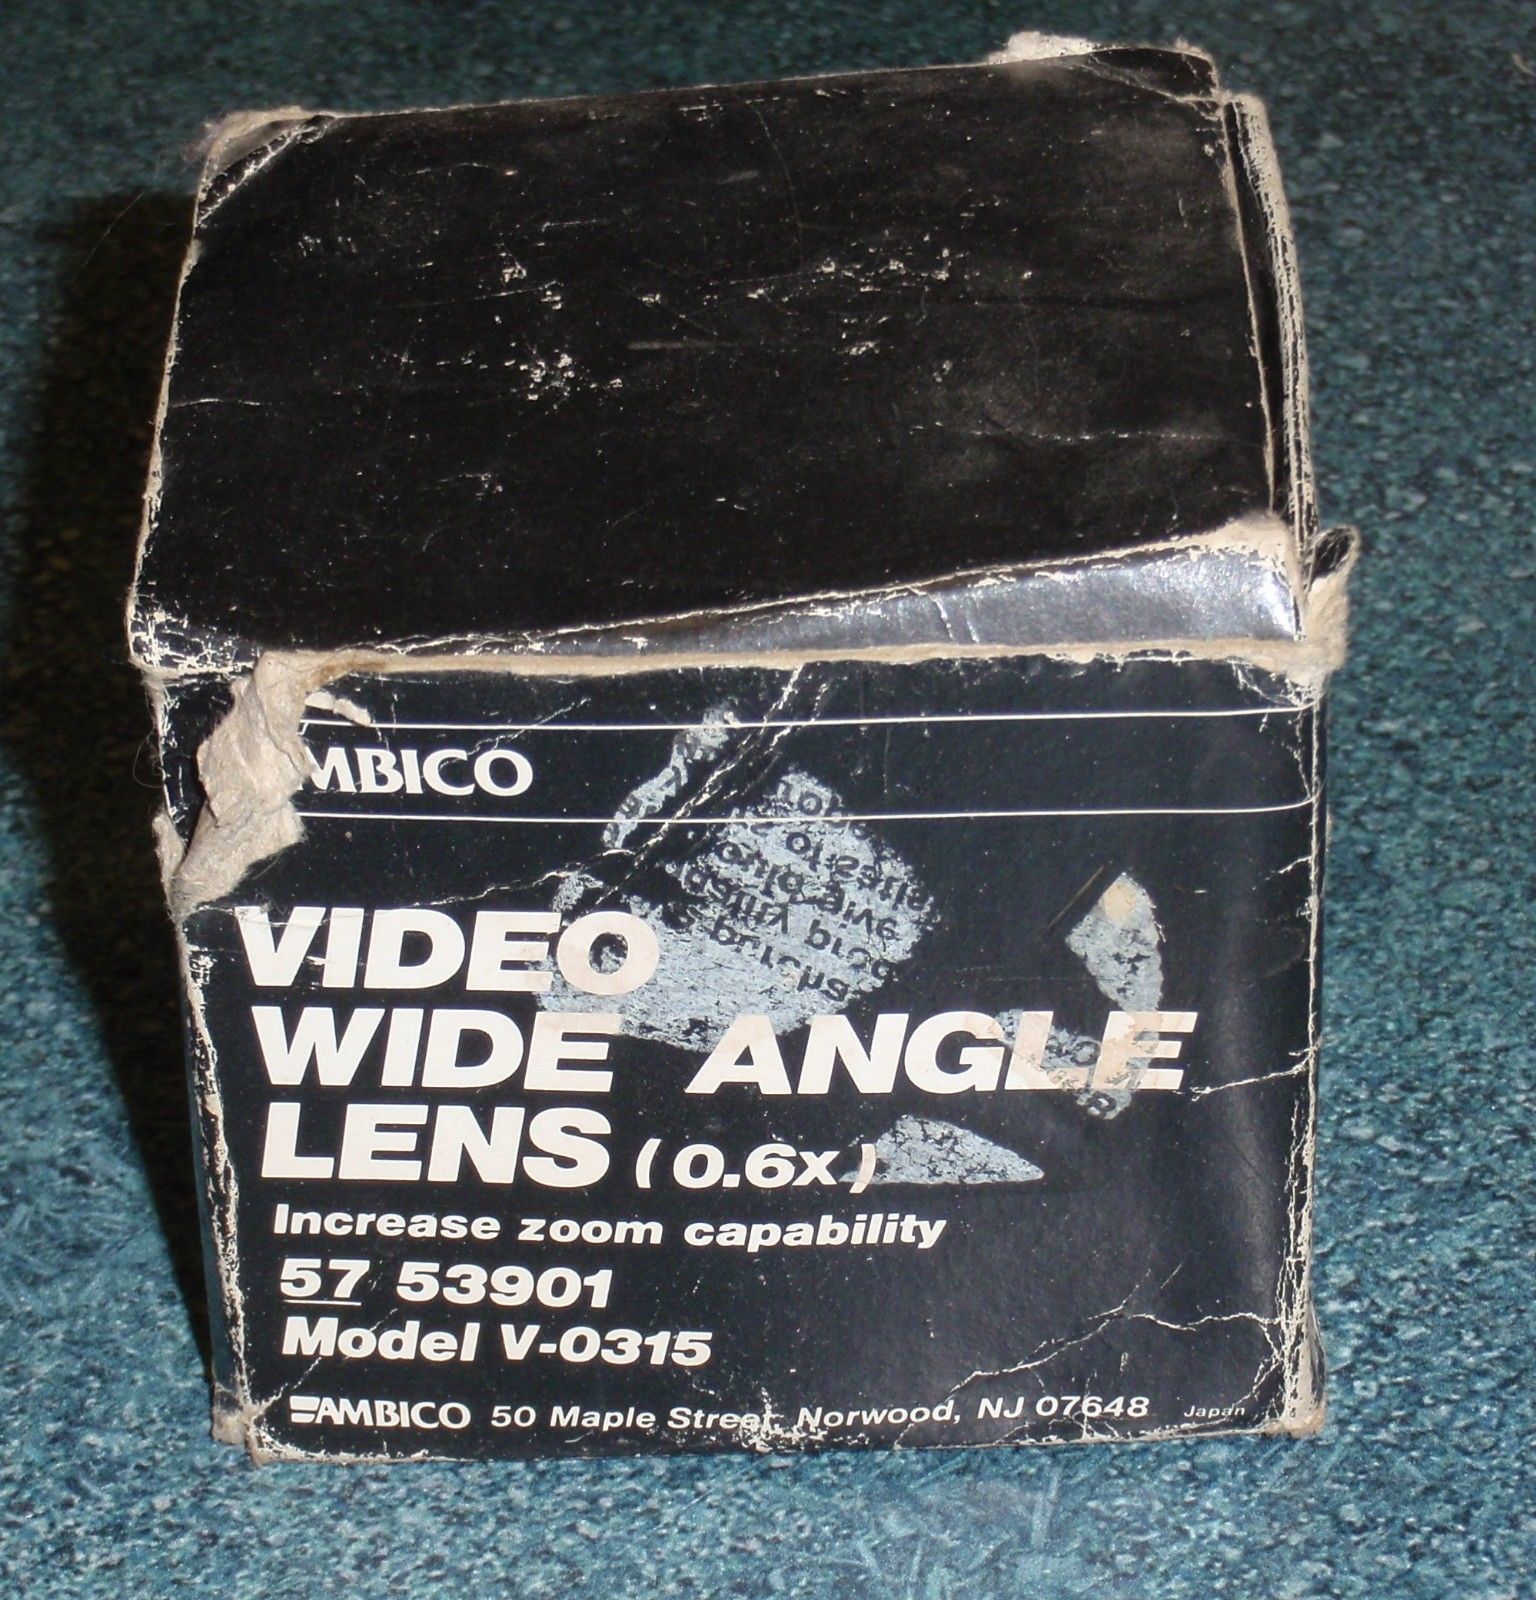 MBICO
VIDEO
WIDE ANGLE
LENS (0.6x)
Increase zoom capability
57 53901
Model V-0315
AMBICO 50 Maple Street, Norwood, NJ 07648 Japan